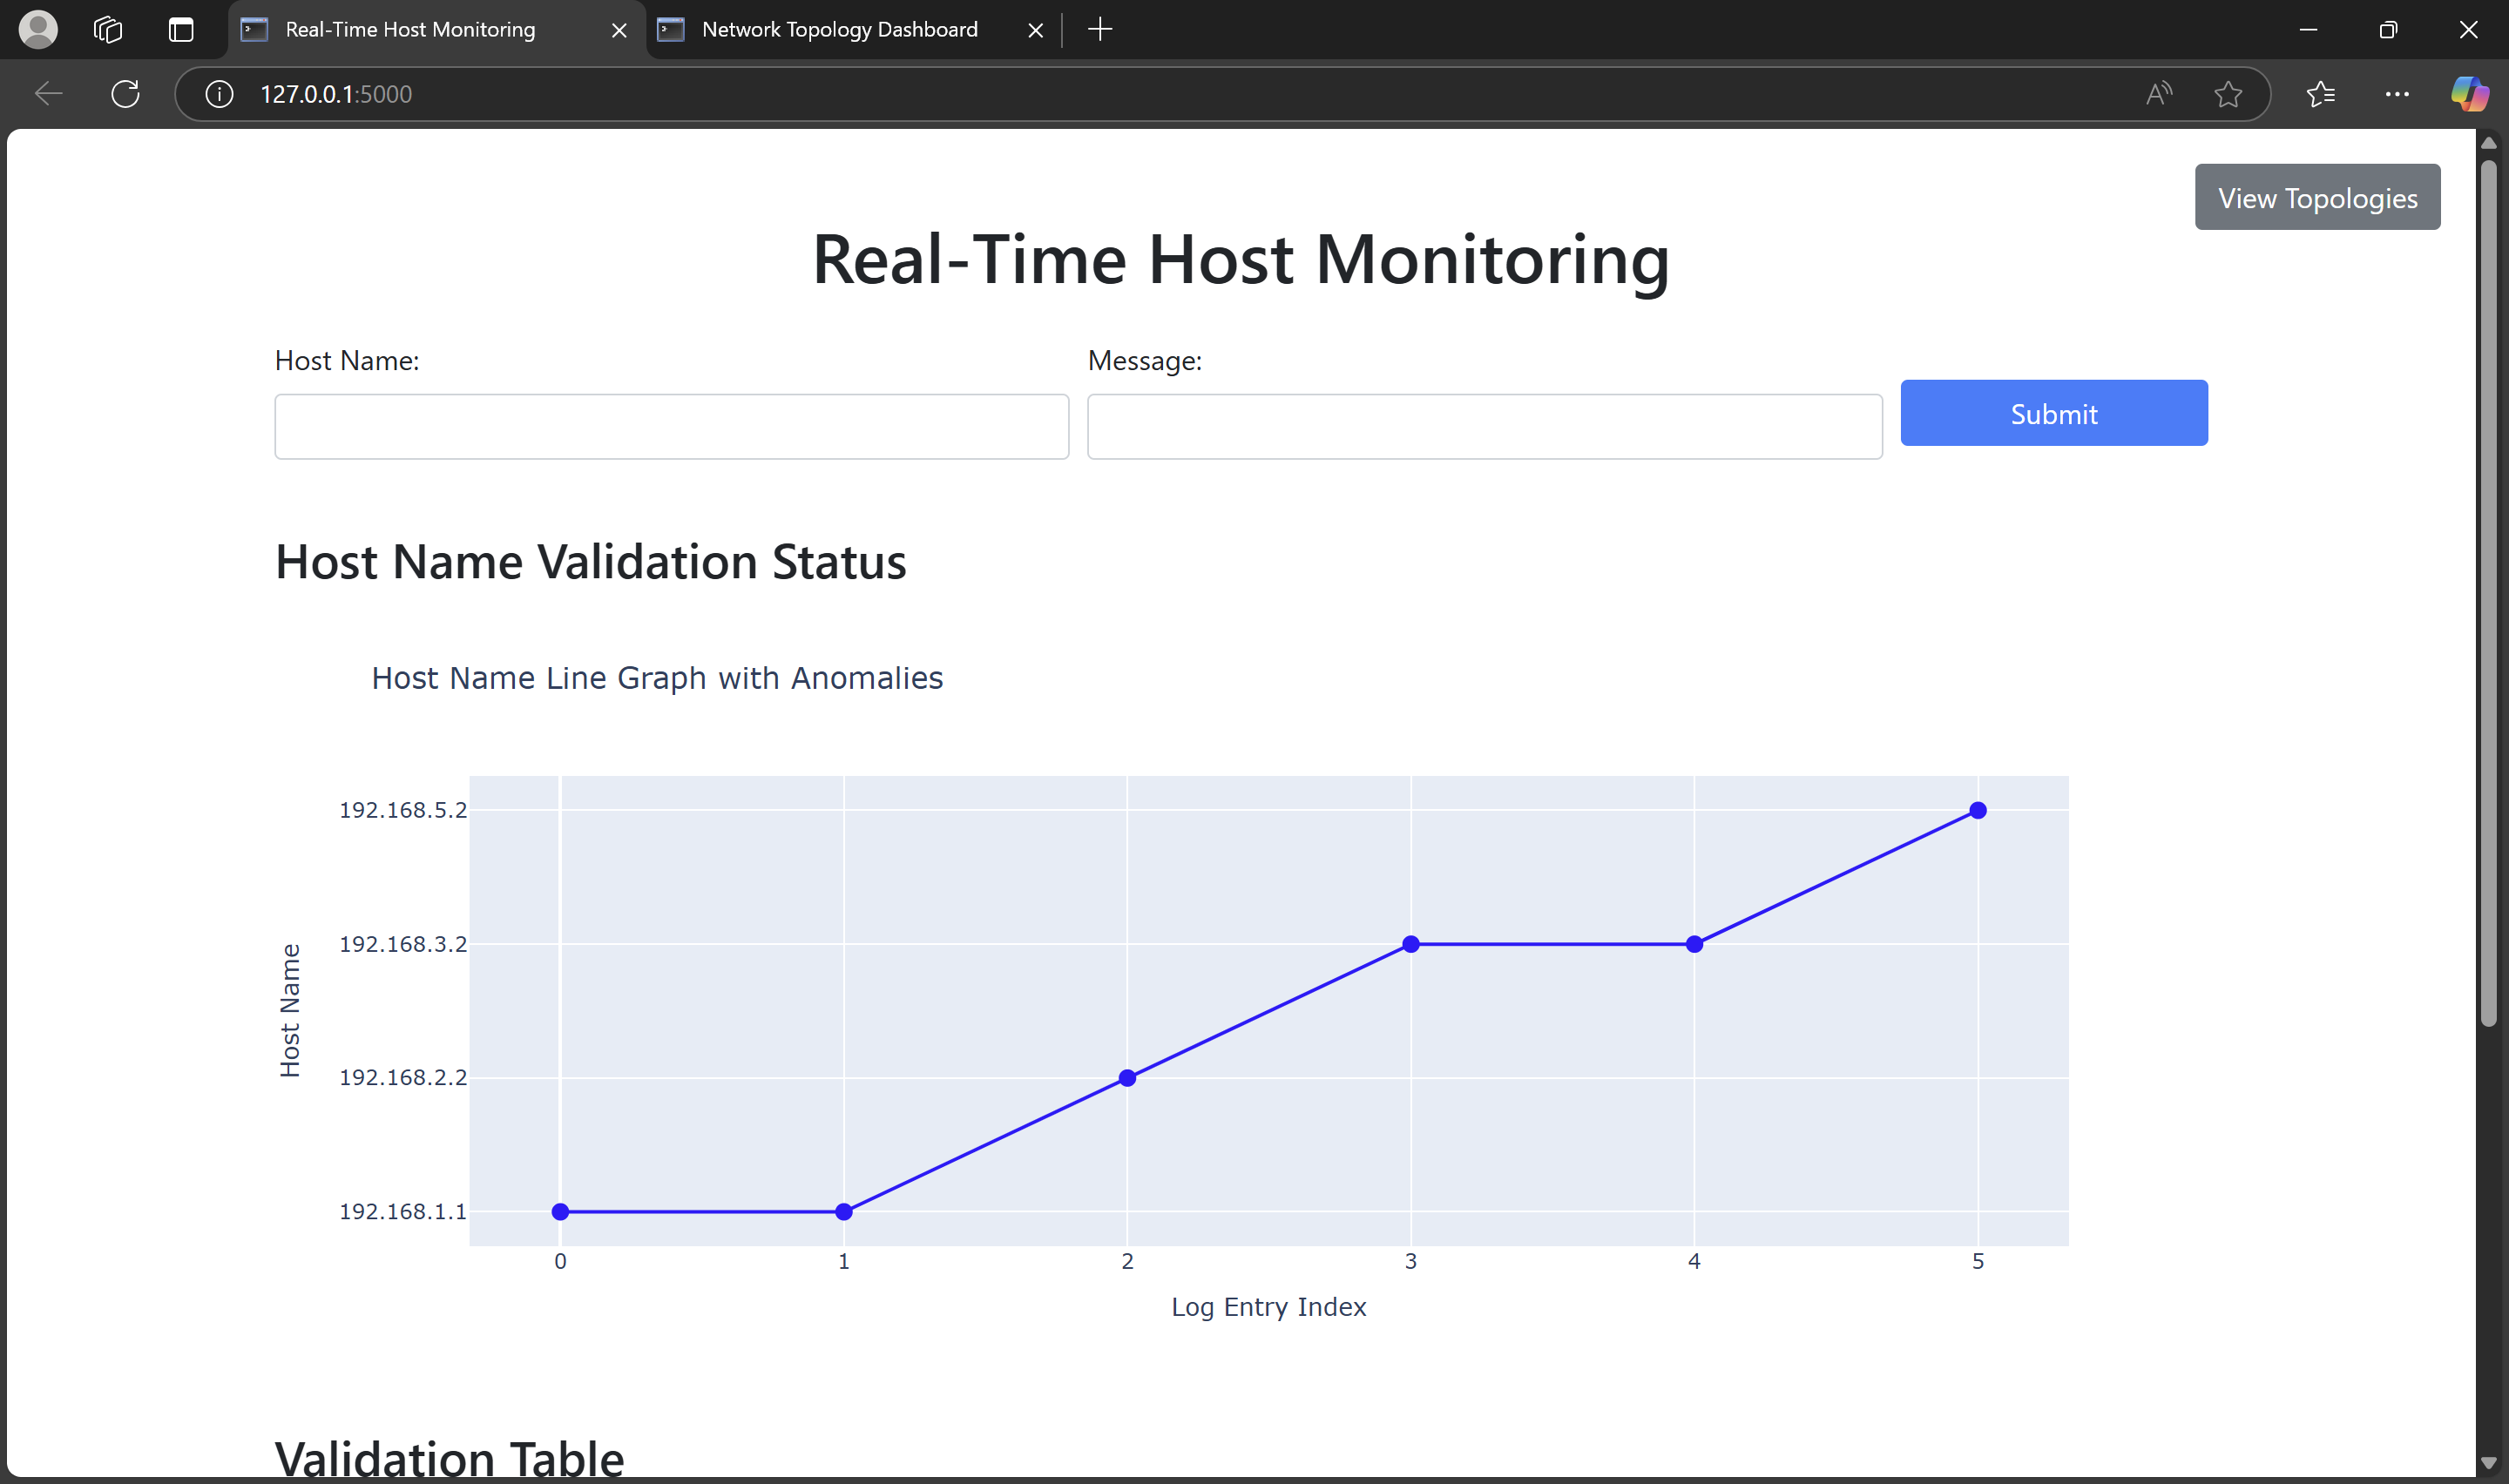 Real-Time Host Monitoring
Network Topology Dashboard
127.0.0.1:5000
View Topologies
Real-Time Host Monitoring
Host Name:
Message:
Submit
Host Name Validation Status
Host Name Line Graph with Anomalies
192.168.5.2
192.168.3.2
192.168.2.2
192.168.1.1
Host Name
0 1 2 3 4 5
Log Entry Index
Validation Table